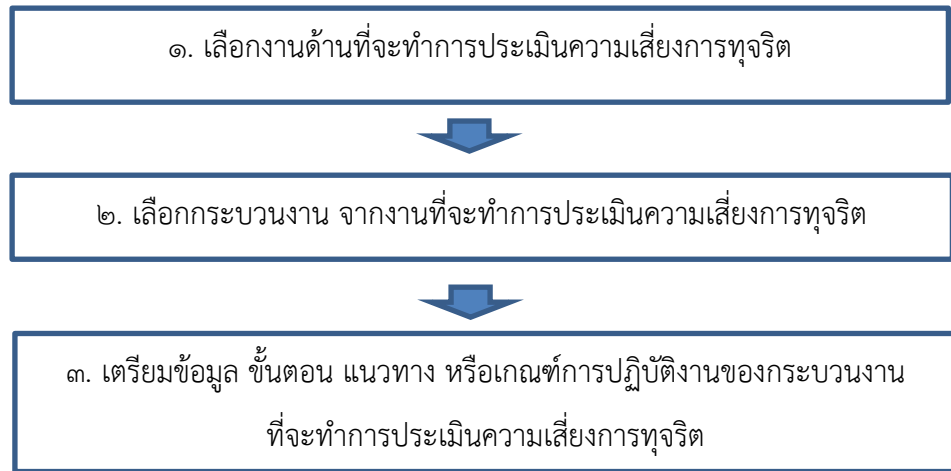 ๑. เลือกงานด้านที่จะทำการประเมินความเสี่ยงการทุจริต
๒. เลือกกระบวนงาน จากงานที่จะทำการประเมินความเสี่ยงการทุจริต
๓. เตรียมข้อมูล ขั้นตอน แนวทาง หรือเกณฑ์การปฏิบัติงานของกระบวนงาน
ที่จะทำการประเมินความเสี่ยงการทุจริต